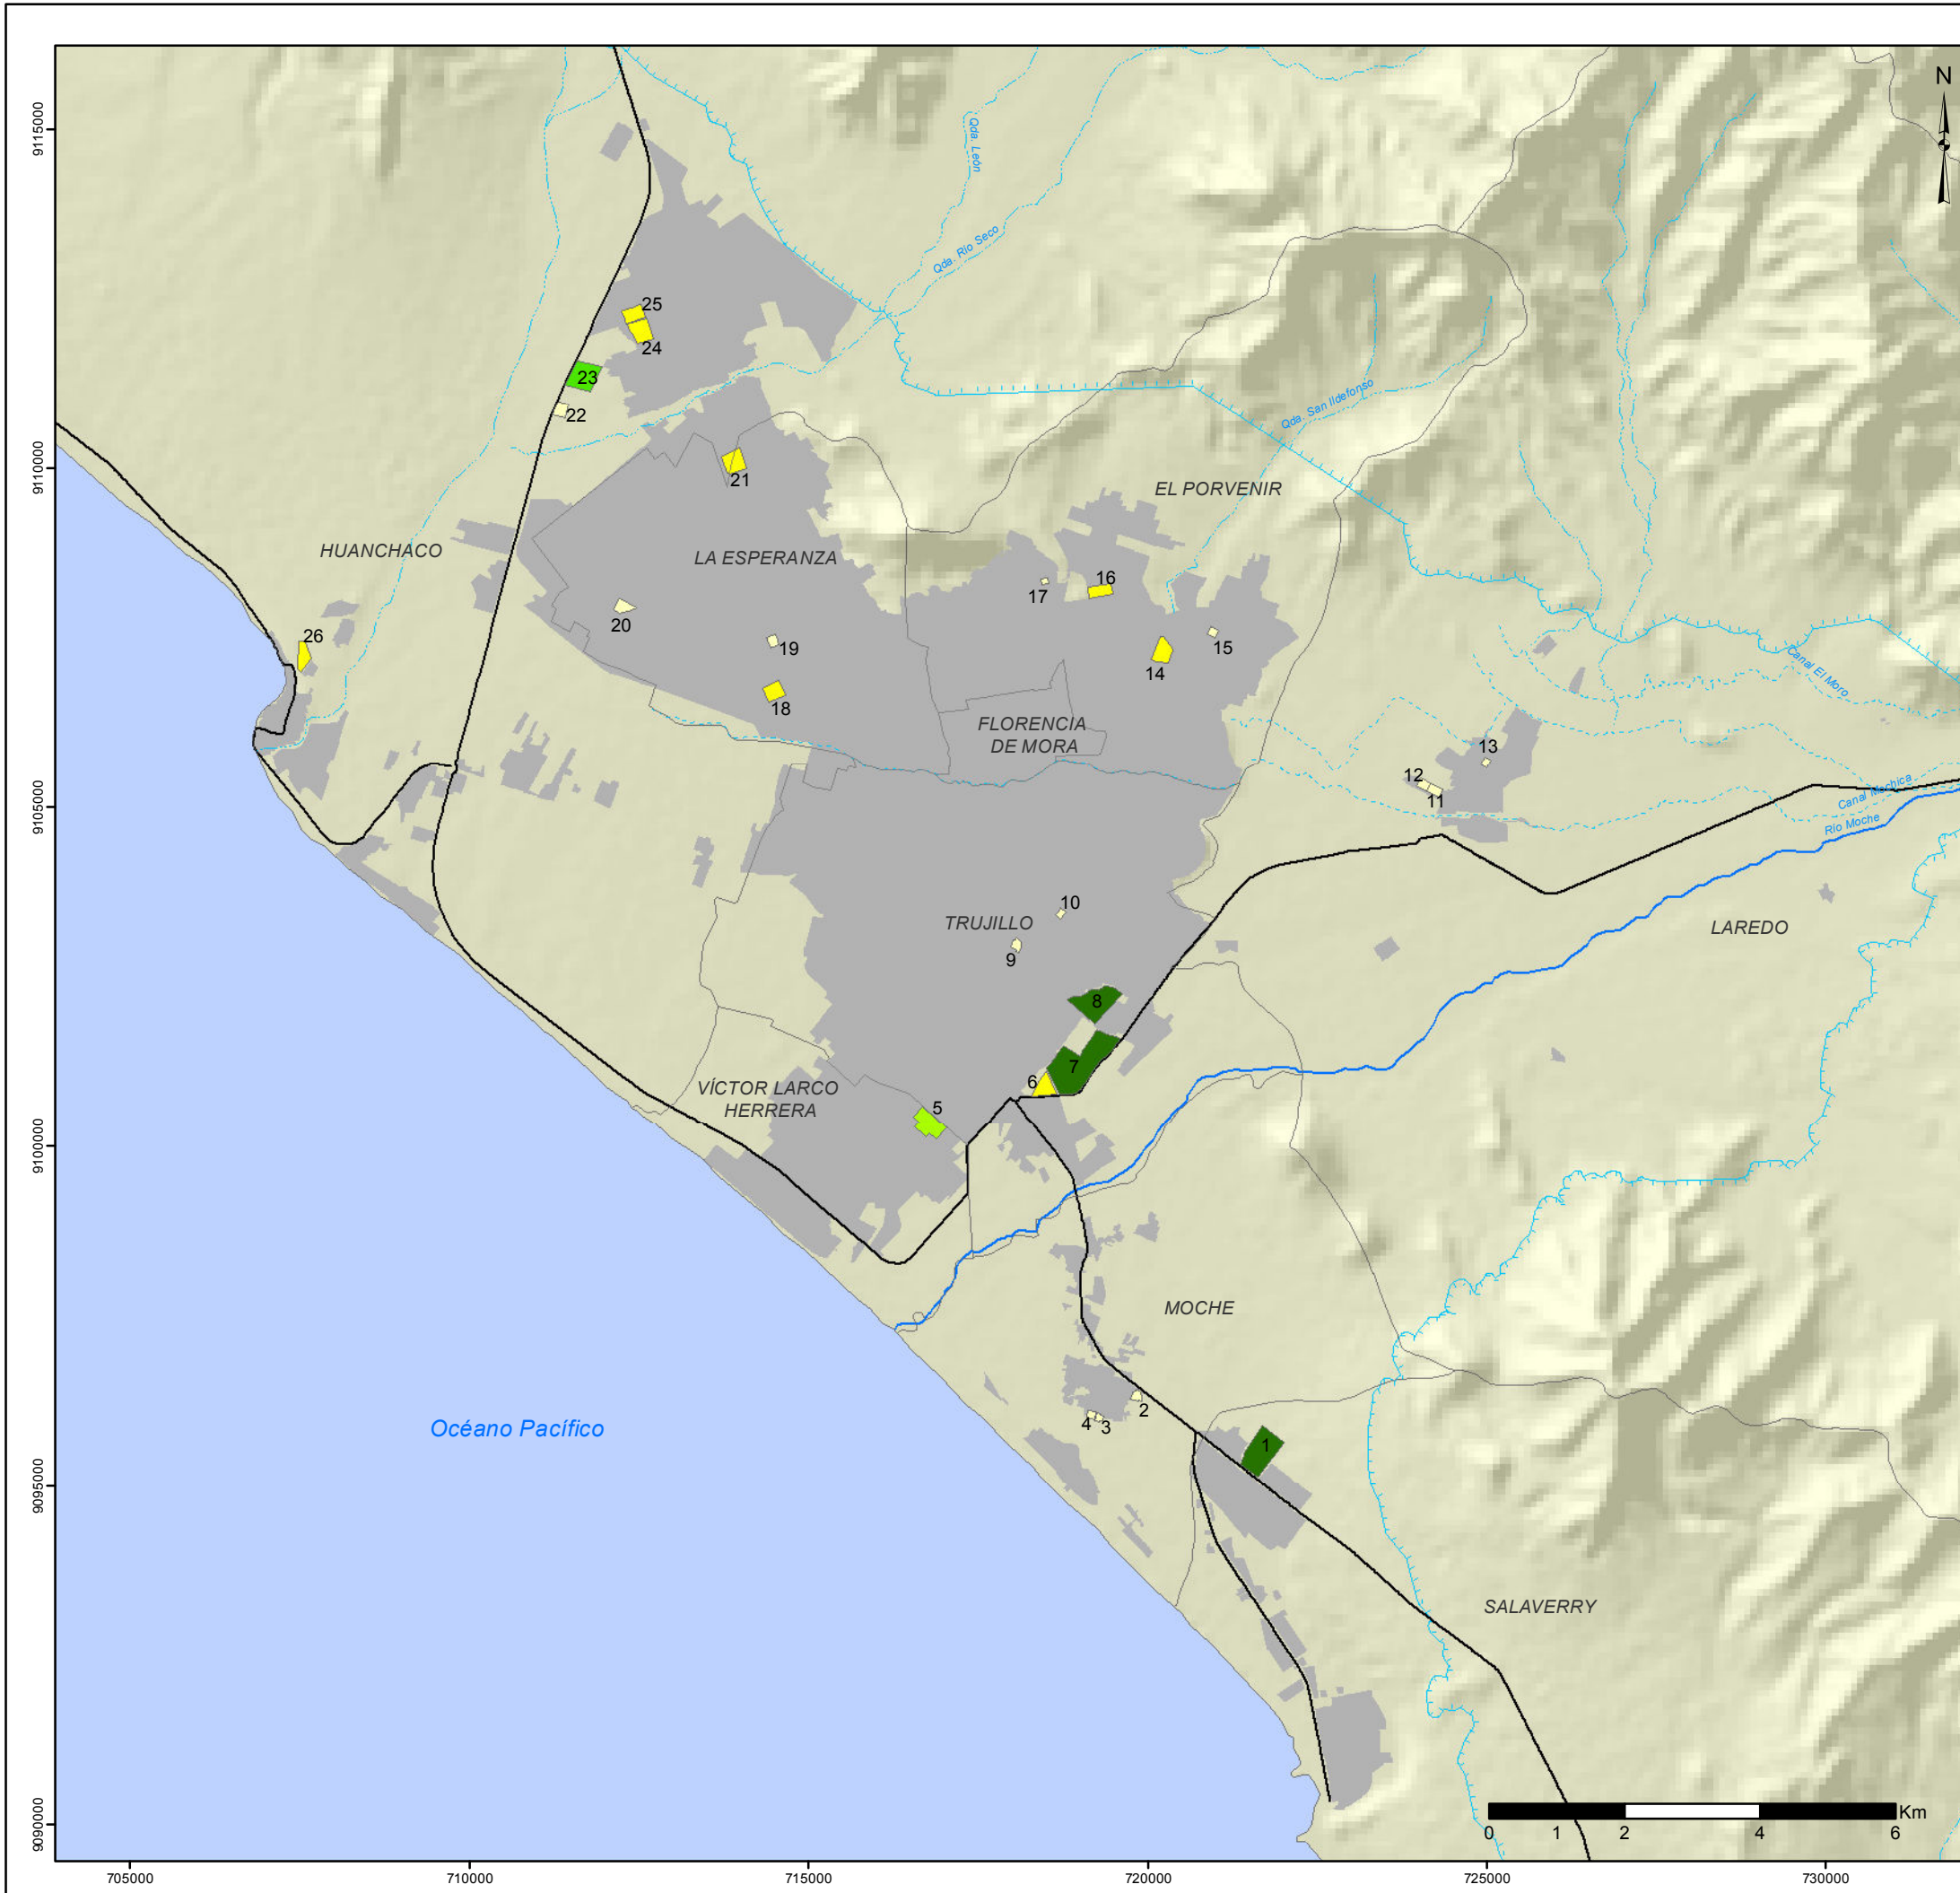 N
9115000
9110000
9105000
9100000
9095000
9090000
Qda. León
Qda. Río Seco
25
24
23
22
Qda. San Ildefonso
21
EL PORVENIR
HUANCHACO
LA ESPERANZA
16
17
20
19
15
14
26
18
Canal El Moro
FLORENCIA
DE MORA
13
12
11
Canal Mochica
Río Moche
10
TRUJILLO
9
LAREDO
8
7
6
VÍCTOR LARCO
HERRERA
5
MOCHE
2
4
3
Océano Pacífico
1
SALAVERRY
Km
0
1
2
4
6
705000
710000
715000
720000
725000
730000